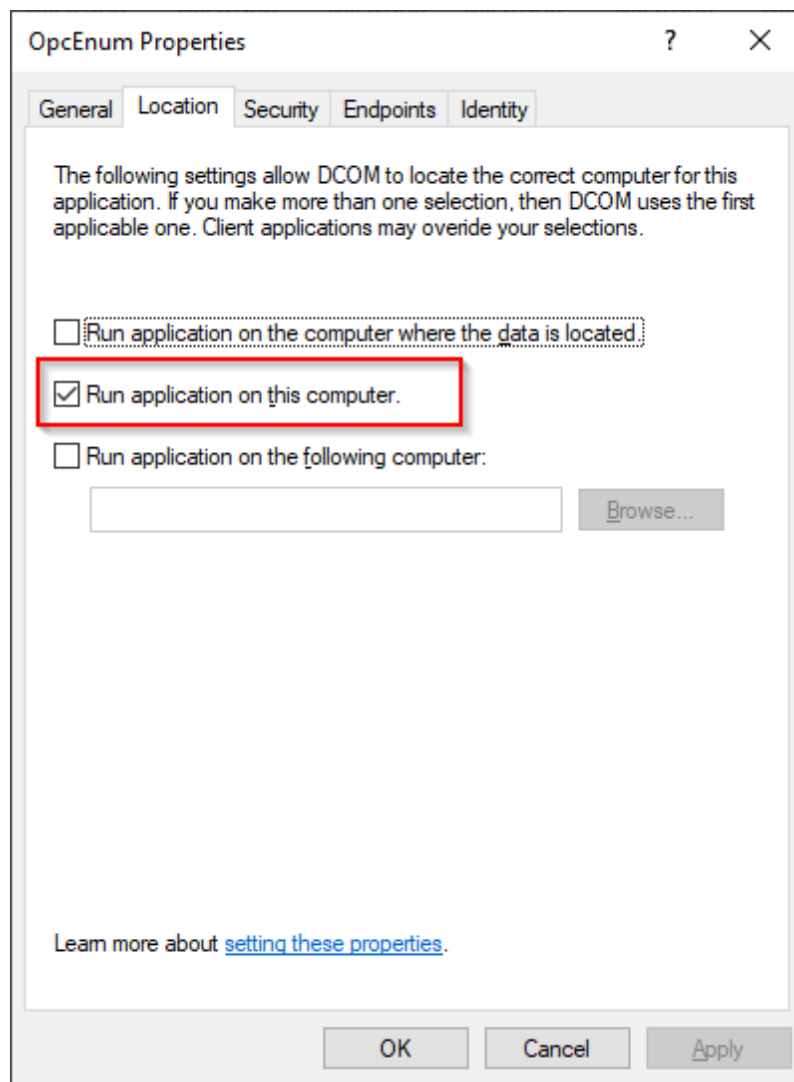 OpcEnum Properties
?
General
Location
Security
Endpoints
Identity
The following settings allow DCOM to locate the correct computer for this
application. If you make more than one selection, then DCOM uses the first
applicable one. Client applications may overide your selections.
Run application on the computer where the data is located.
Run application on this computer.
Run application on the following computer:
Browse...
Learn more about setting these properties.
OK
Cancel
Apply